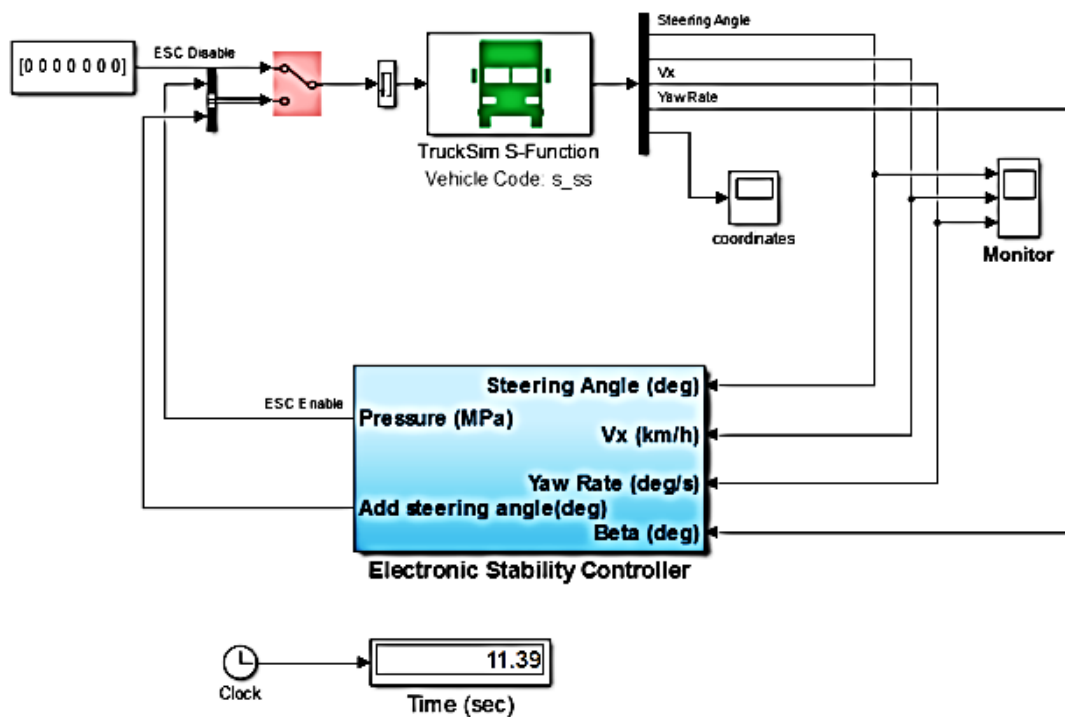 Steering Angle
ESC Disable
[0 0 0 0 0 0 0]
Vx
Yaw Rate
TruckSim S-Function
Vehicle Code: s_ss
coordinates
Monitor
Steering Angle (deg)
ESC Enable
Pressure (MPa)
Vx (km/h)
Yaw Rate (deg/s)
Add steering angle(deg)
Beta (deg)
Electronic Stability Controller
11.39
Clock
Time (sec)